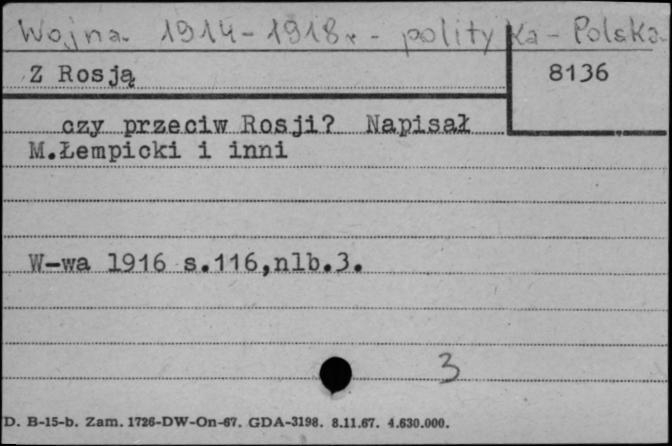 Wojna 1914-1918r. - polityka - Polska
Z Rosją
8136
czy przeciw Rosji? Napisał
M.Łempicki i inni
W-wa 1916 s.116,nlb.3.
3
D. B-15-b. Zam. 1726-DW-On-67. GDA-3198. 8.11.67. 4.630.000.